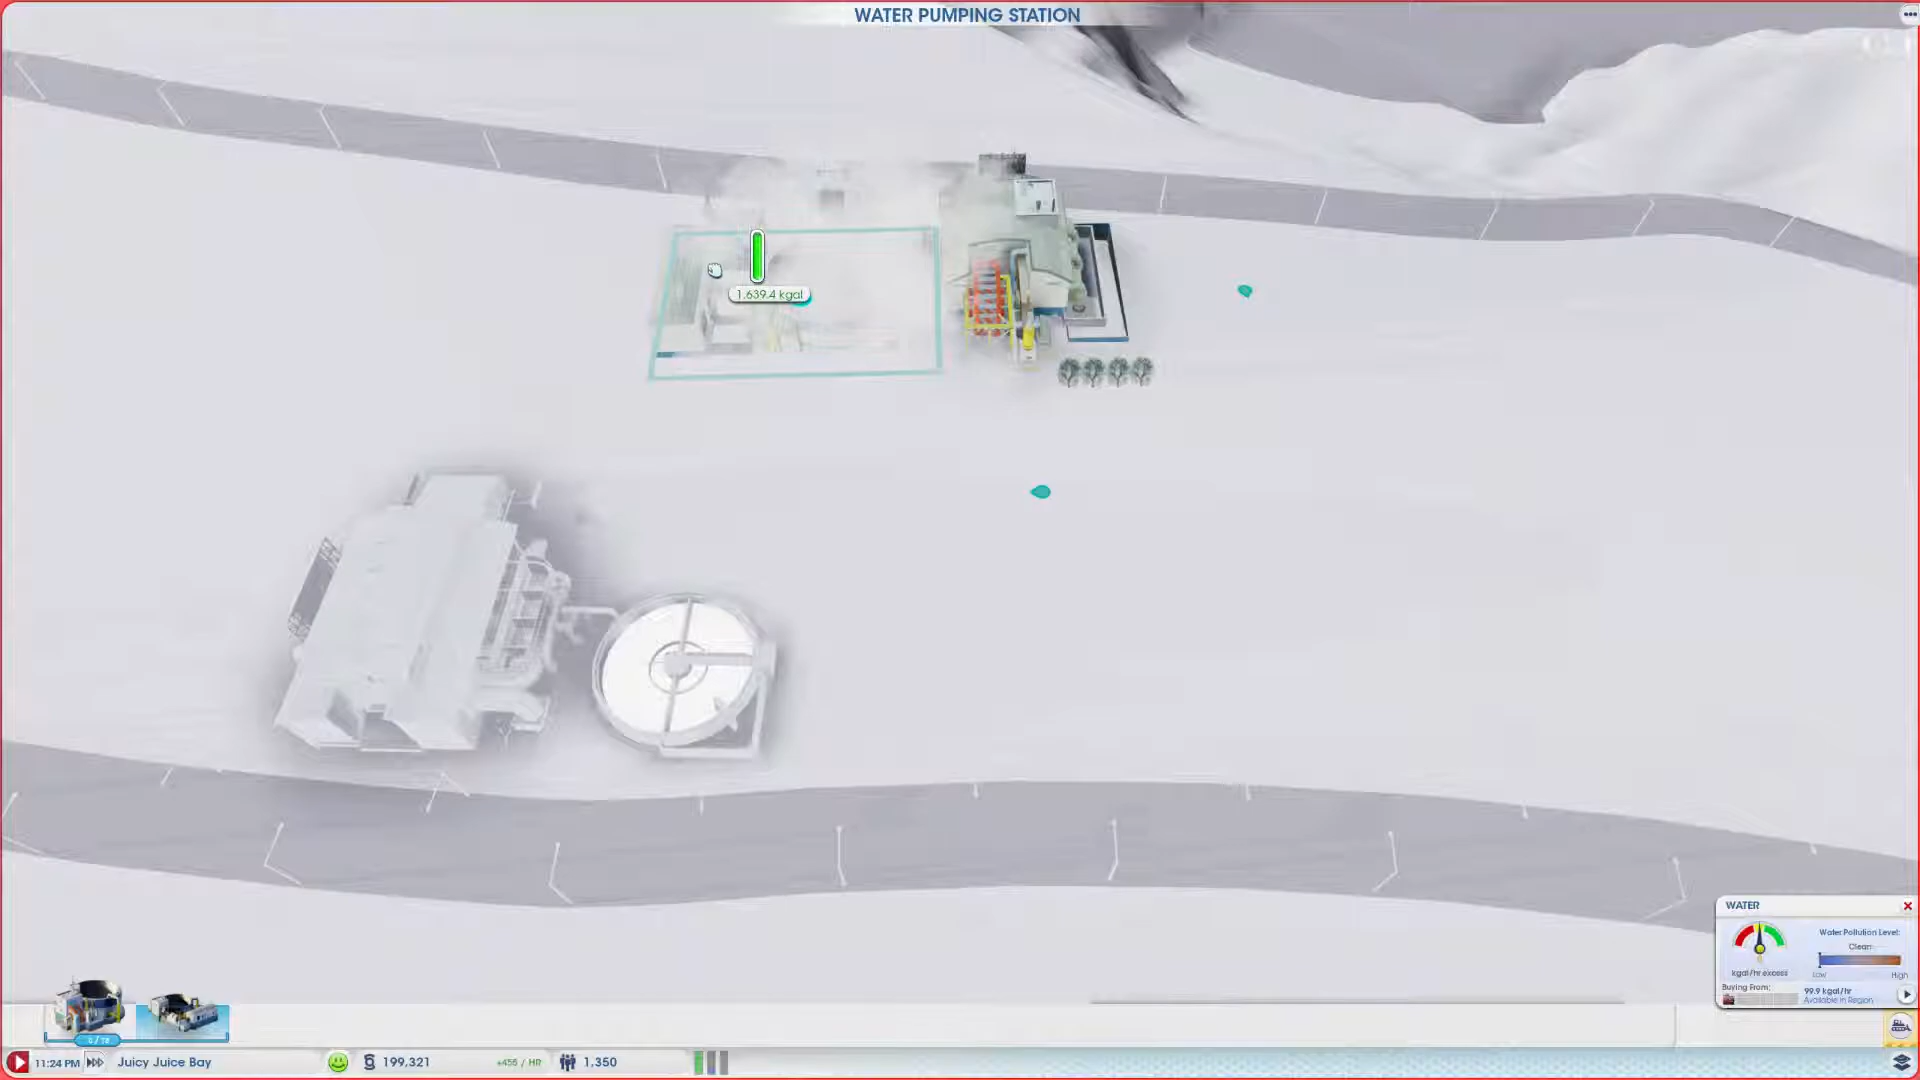 WATER PUMPING STATION
1,639.4 kgal
WATER
Water Pollution Level:
Clean
kgal/hr excess
Low
High
Buying From:
99.9 kgal/hr
Available in Region
11:24 PM
Juicy Juice Bay
199,321
+456 / HR
1,350